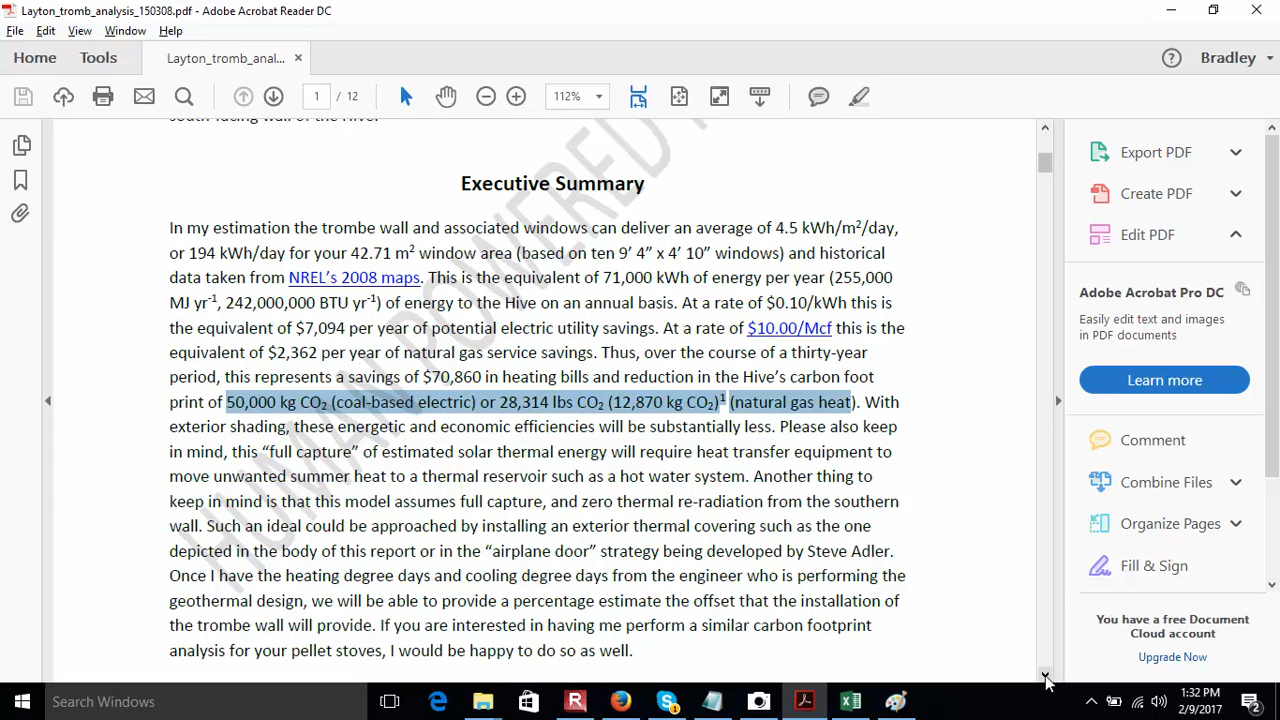 Layton_tromb_analysis_150308.pdf - Adobe Acrobat Reader DC
File Edit View Window Help
Home Tools Layton_tromb_anal... × Bradley
1 / 12 112%
south-facing wall of the Hive.
Executive Summary
In my estimation the trombe wall and associated windows can deliver an average of 4.5 kWh/m²/day,
or 194 kWh/day for your 42.71 m² window area (based on ten 9’ 4” x 4’ 10” windows) and historical
data taken from NREL’s 2008 maps. This is the equivalent of 71,000 kWh of energy per year (255,000
MJ yr⁻¹, 242,000,000 BTU yr⁻¹) of energy to the Hive on an annual basis. At a rate of $0.10/kWh this is
the equivalent of $7,094 per year of potential electric utility savings. At a rate of $10.00/Mcf this is the
equivalent of $2,362 per year of natural gas service savings. Thus, over the course of a thirty-year
period, this represents a savings of $70,860 in heating bills and reduction in the Hive’s carbon foot
print of 50,000 kg CO₂ (coal-based electric) or 28,314 lbs CO₂ (12,870 kg CO₂)¹ (natural gas heat). With
exterior shading, these energetic and economic efficiencies will be substantially less. Please also keep
in mind, this “full capture” of estimated solar thermal energy will require heat transfer equipment to
move unwanted summer heat to a thermal reservoir such as a hot water system. Another thing to
keep in mind is that this model assumes full capture, and zero thermal re-radiation from the southern
wall. Such an ideal could be approached by installing an exterior thermal covering such as the one
depicted in the body of this report or in the “airplane door” strategy being developed by Steve Adler.
Once I have the heating degree days and cooling degree days from the engineer who is performing the
geothermal design, we will be able to provide a percentage estimate the offset that the installation of
the trombe wall will provide. If you are interested in having me perform a similar carbon footprint
analysis for your pellet stoves, I would be happy to do so as well.
HUMAN POWERED
Export PDF
Create PDF
Edit PDF
Adobe Acrobat Pro DC
Easily edit text and images
in PDF documents
Learn more
Comment
Combine Files
Organize Pages
Fill & Sign
You have a free Document
Cloud account
Upgrade Now
Search Windows
1:32 PM
2/9/2017